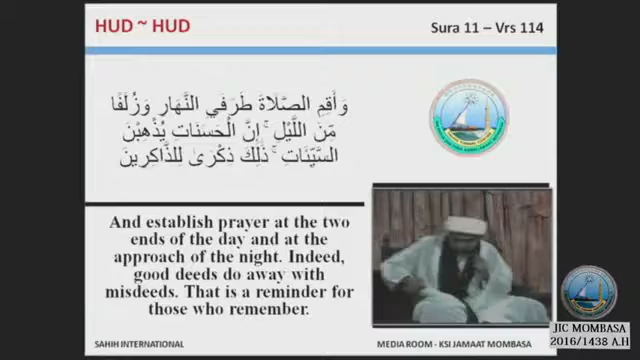 HUD ~ HUD
Sura 11 – Vrs 114
وَأَقِمِ الصَّلَاةَ طَرَفَيِ النَّهَارِ وَزُلَفًا
مِّنَ اللَّيْلِ ۚ إِنَّ الْحَسَنَاتِ يُذْهِبْنَ
السَّيِّئَاتِ ۚ ذَٰلِكَ ذِكْرَىٰ لِلذَّاكِرِينَ
And establish prayer at the two
ends of the day and at the
approach of the night. Indeed,
good deeds do away with
misdeeds. That is a reminder for
those who remember.
SAHIH INTERNATIONAL
MEDIA ROOM - KSI JAMAAT MOMBASA
JIC MOMBASA
2016/1438 A.H